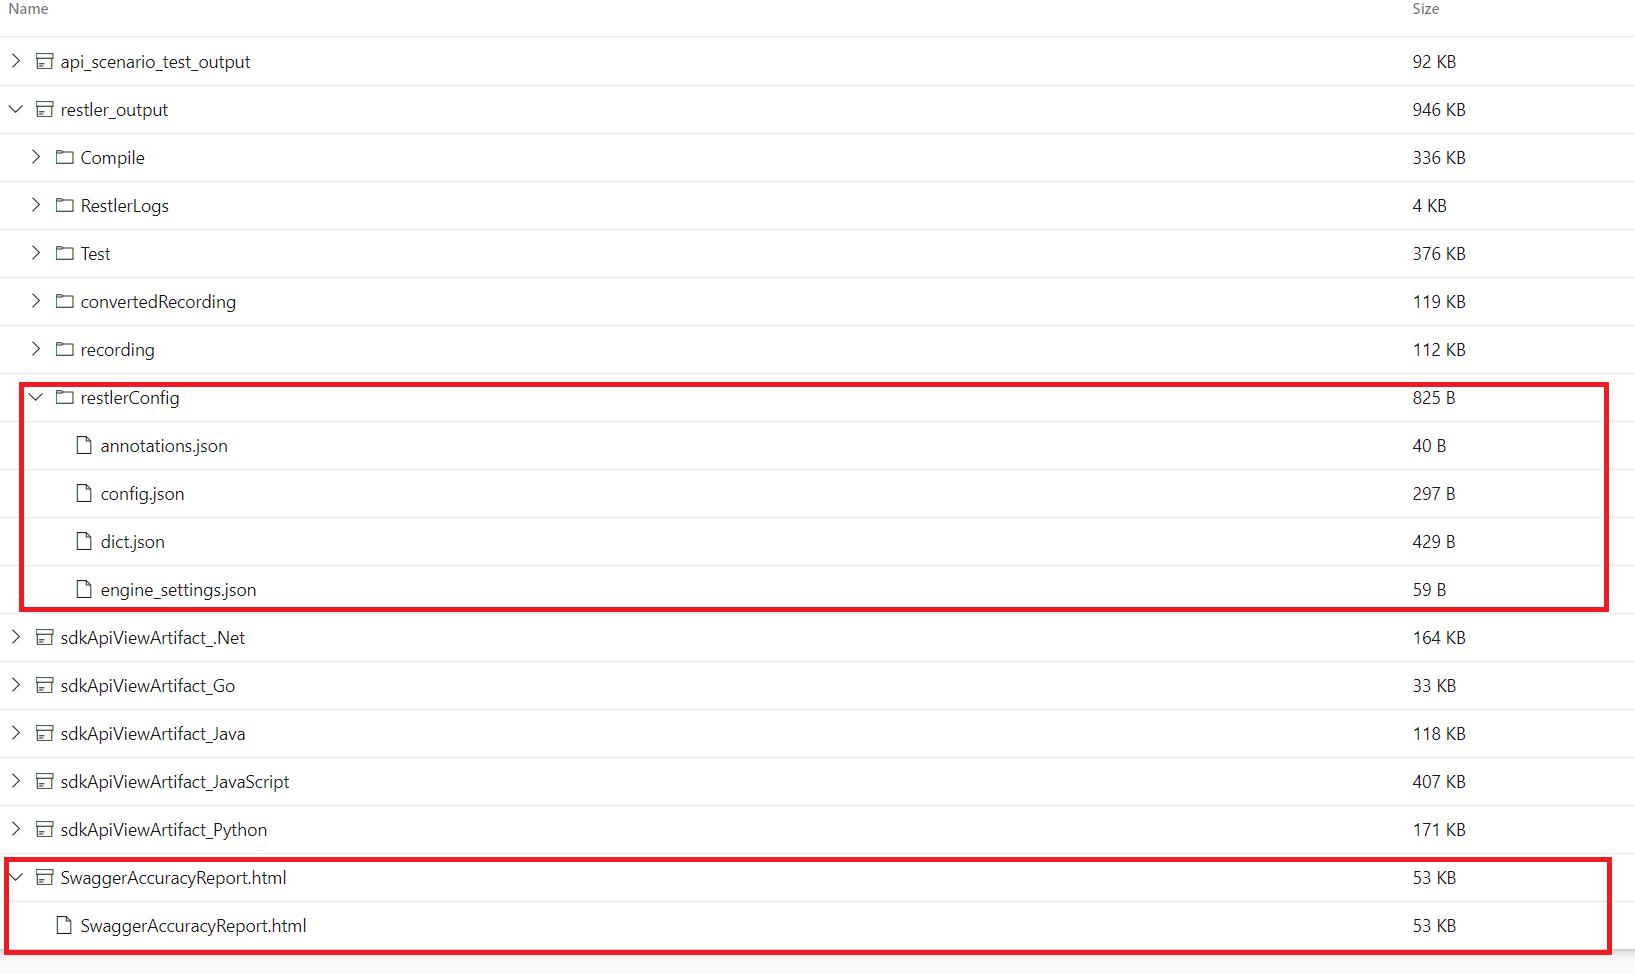 Name Size
api_scenario_test_output 92 KB
restler_output 946 KB
Compile 336 KB
RestlerLogs 4 KB
Test 376 KB
convertedRecording 119 KB
recording 112 KB
restlerConfig 825 B
annotations.json 40 B
config.json 297 B
dict.json 429 B
engine_settings.json 59 B
sdkApiViewArtifact_.Net 164 KB
sdkApiViewArtifact_Go 33 KB
sdkApiViewArtifact_Java 118 KB
sdkApiViewArtifact_JavaScript 407 KB
sdkApiViewArtifact_Python 171 KB
SwaggerAccuracyReport.html 53 KB
SwaggerAccuracyReport.html 53 KB